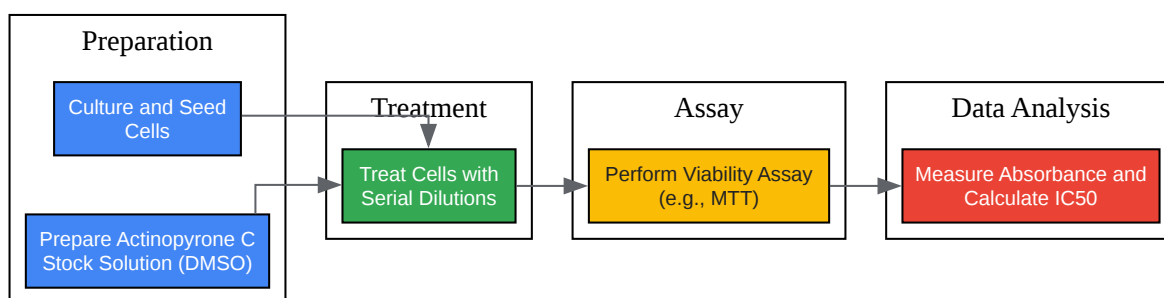 Preparation
Culture and Seed
Cells
Prepare Actinopyrone C
Stock Solution (DMSO)
Treatment
Treat Cells with
Serial Dilutions
Assay
Perform Viability Assay
(e.g., MTT)
Data Analysis
Measure Absorbance and
Calculate IC50